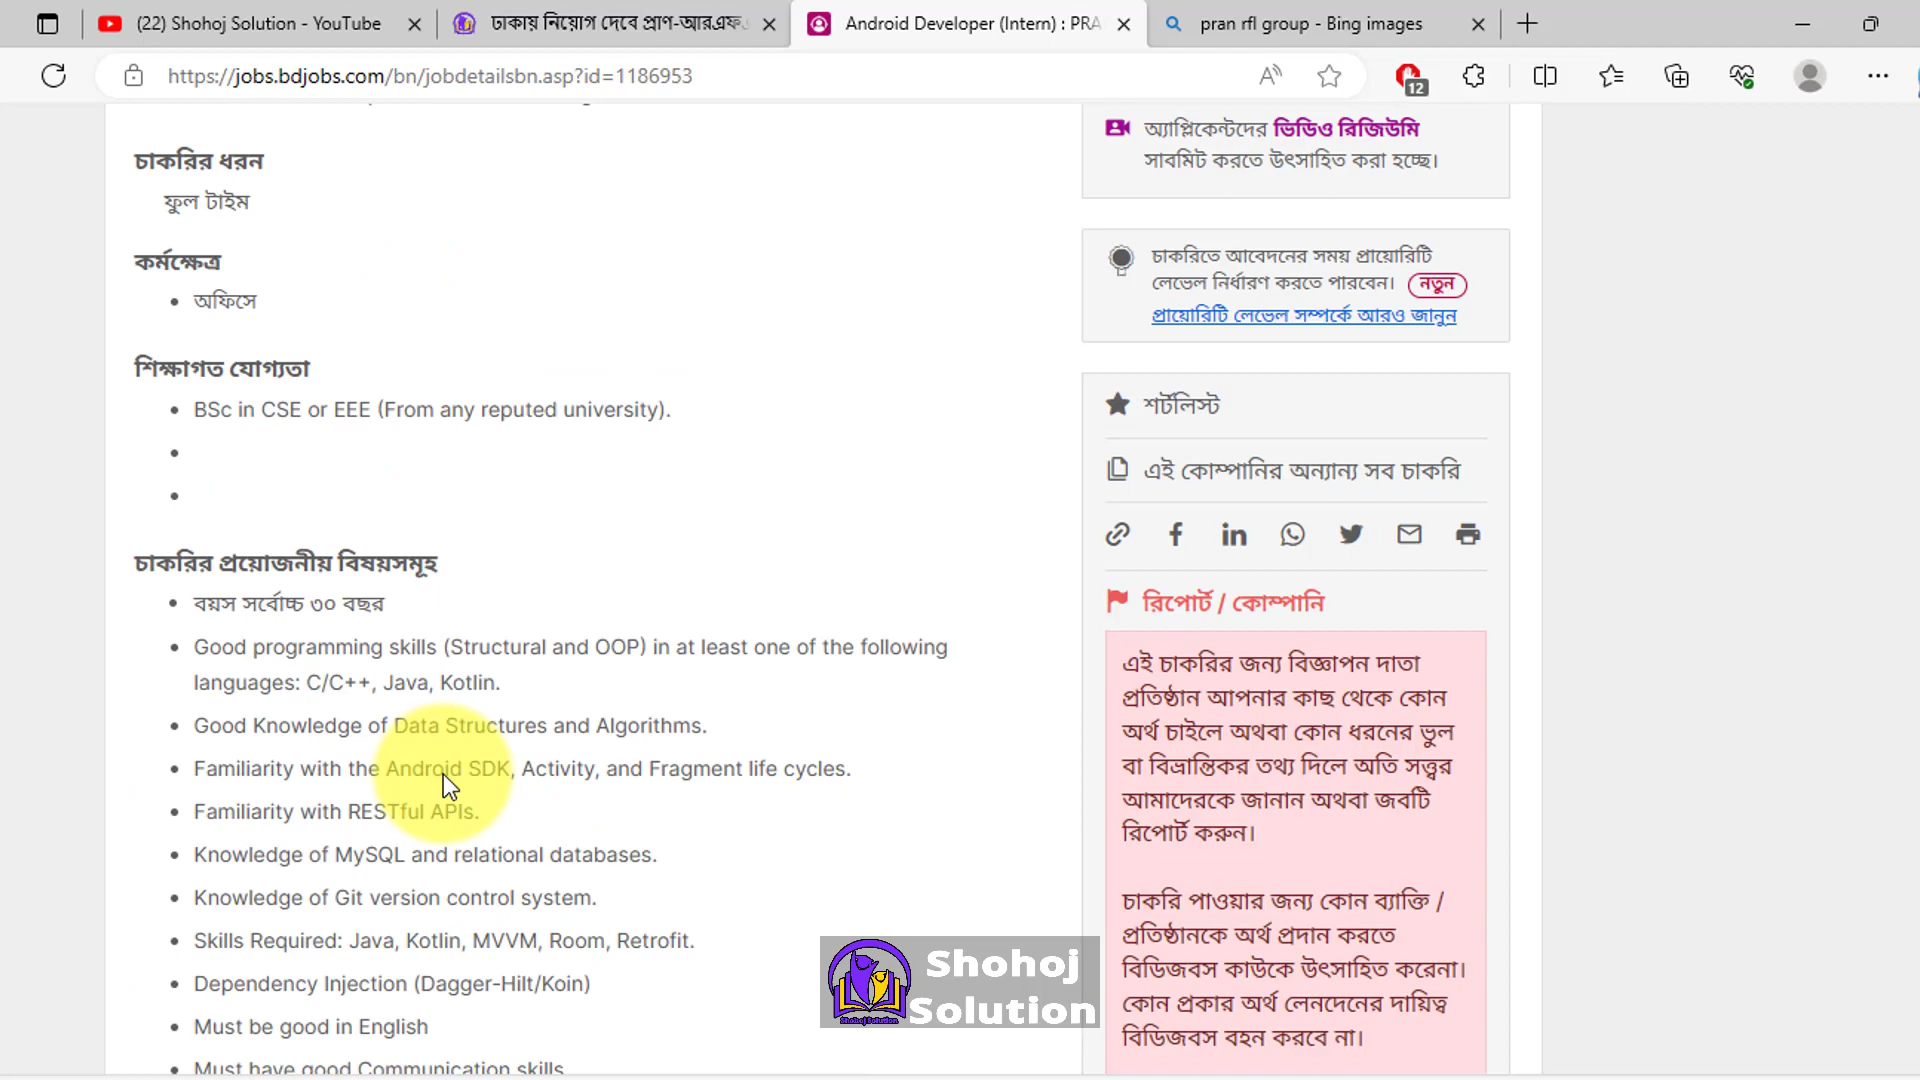 (22) Shohoj Solution - YouTube
ঢাকায় নিয়োগ দেবে প্রাণ-আরএফ
Android Developer (Intern) : PRA
pran rfl group - Bing images
https://jobs.bdjobs.com/bn/jobdetailsbn.asp?id=1186953
12
চাকরির ধরন
ফুল টাইম
কর্মক্ষেত্র
অফিসে
শিক্ষাগত যোগ্যতা
BSc in CSE or EEE (From any reputed university).
চাকরির প্রয়োজনীয় বিষয়সমূহ
বয়স সর্বোচ্চ ৩০ বছর
Good programming skills (Structural and OOP) in at least one of the following
languages: C/C++, Java, Kotlin.
Good Knowledge of Data Structures and Algorithms.
Familiarity with the Android SDK, Activity, and Fragment life cycles.
Familiarity with RESTful APIs.
Knowledge of MySQL and relational databases.
Knowledge of Git version control system.
Skills Required: Java, Kotlin, MVVM, Room, Retrofit.
Dependency Injection (Dagger-Hilt/Koin)
Must be good in English
Must have good Communication skills
অ্যাপ্লিকেন্টদের ভিডিও রিজিউমি
সাবমিট করতে উৎসাহিত করা হচ্ছে।
চাকরিতে আবেদনের সময় প্রায়োরিটি
লেভেল নির্ধারণ করতে পারবেন। নতুন
প্রায়োরিটি লেভেল সম্পর্কে আরও জানুন
শর্টলিস্ট
এই কোম্পানির অন্যান্য সব চাকরি
রিপোর্ট / কোম্পানি
এই চাকরির জন্য বিজ্ঞাপন দাতা
প্রতিষ্ঠান আপনার কাছ থেকে কোন
অর্থ চাইলে অথবা কোন ধরনের ভুল
বা বিভ্রান্তিকর তথ্য দিলে অতি সত্ত্বর
আমাদেরকে জানান অথবা জবটি
রিপোর্ট করুন।
চাকরি পাওয়ার জন্য কোন ব্যাক্তি /
প্রতিষ্ঠানকে অর্থ প্রদান করতে
বিডিজবস কাউকে উৎসাহিত করেনা।
কোন প্রকার অর্থ লেনদেনের দায়িত্ব
বিডিজবস বহন করবে না।
Shohoj
Solution
Shohoj Solution